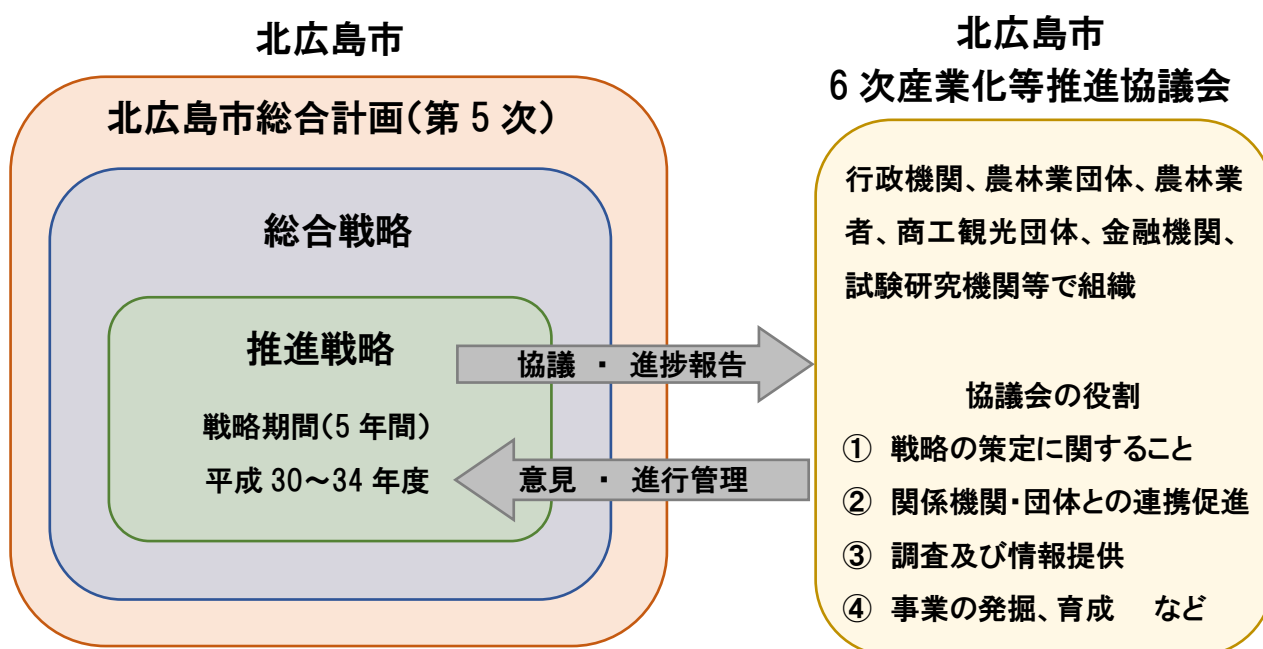 北広島市
北広島市総合計画(第5次)
総合戦略
推進戦略
戦略期間(5年間)
平成30～34年度
協議 ・ 進捗報告
意見 ・ 進行管理
北広島市
6次産業化等推進協議会
行政機関、農林業団体、農林業
者、商工観光団体、金融機関、
試験研究機関等で組織
協議会の役割
① 戦略の策定に関すること
② 関係機関・団体との連携促進
③ 調査及び情報提供
④ 事業の発掘、育成 など